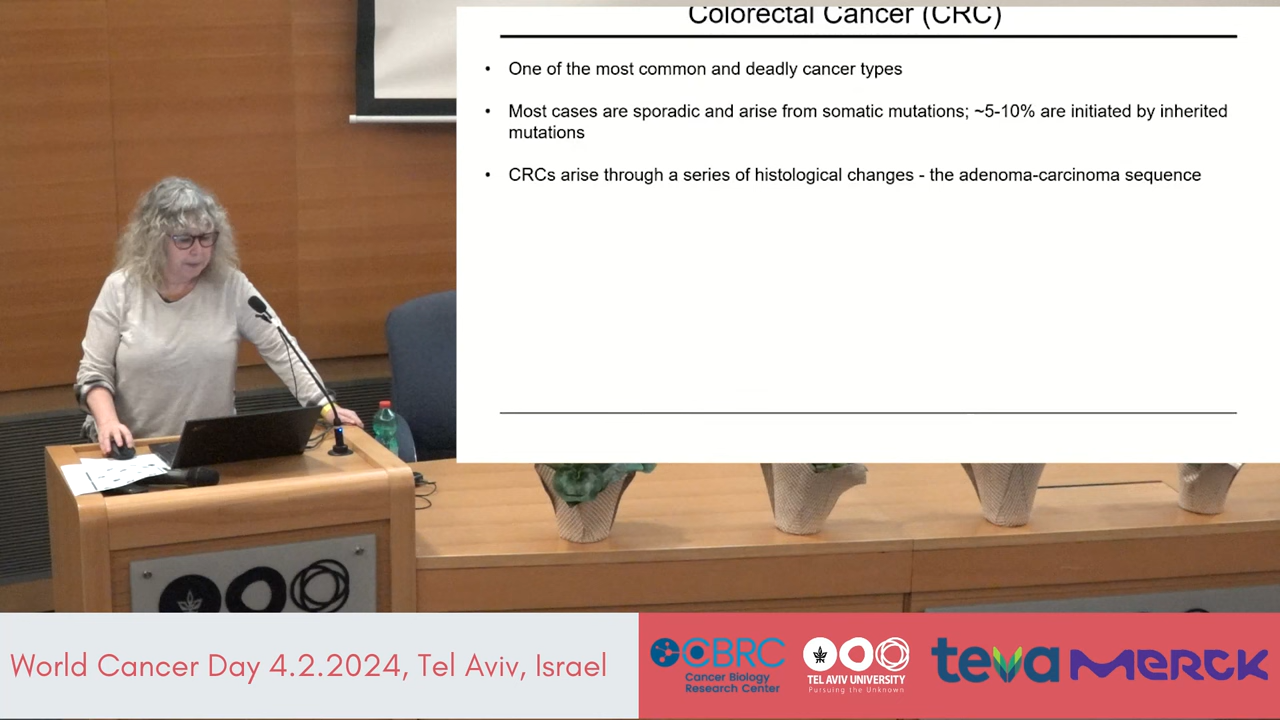 Colorectal Cancer (CRC)
• One of the most common and deadly cancer types
• Most cases are sporadic and arise from somatic mutations; ~5-10% are initiated by inherited
mutations
• CRCs arise through a series of histological changes - the adenoma-carcinoma sequence
World Cancer Day 4.2.2024, Tel Aviv, Israel
CBRC
Cancer Biology
Research Center
TEL AVIV UNIVERSITY
Pursuing the Unknown
teva
MERCK